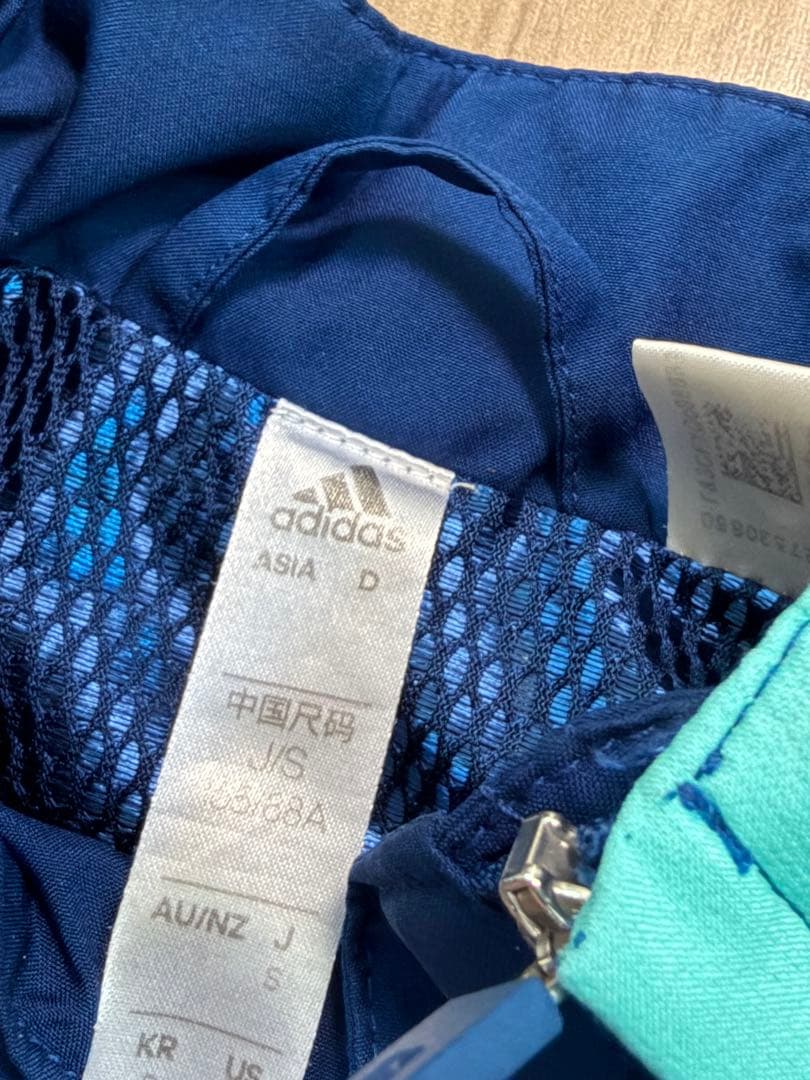 adidas
ASIA D
中国尺码
J/S
AU/NZ J
S
KR US